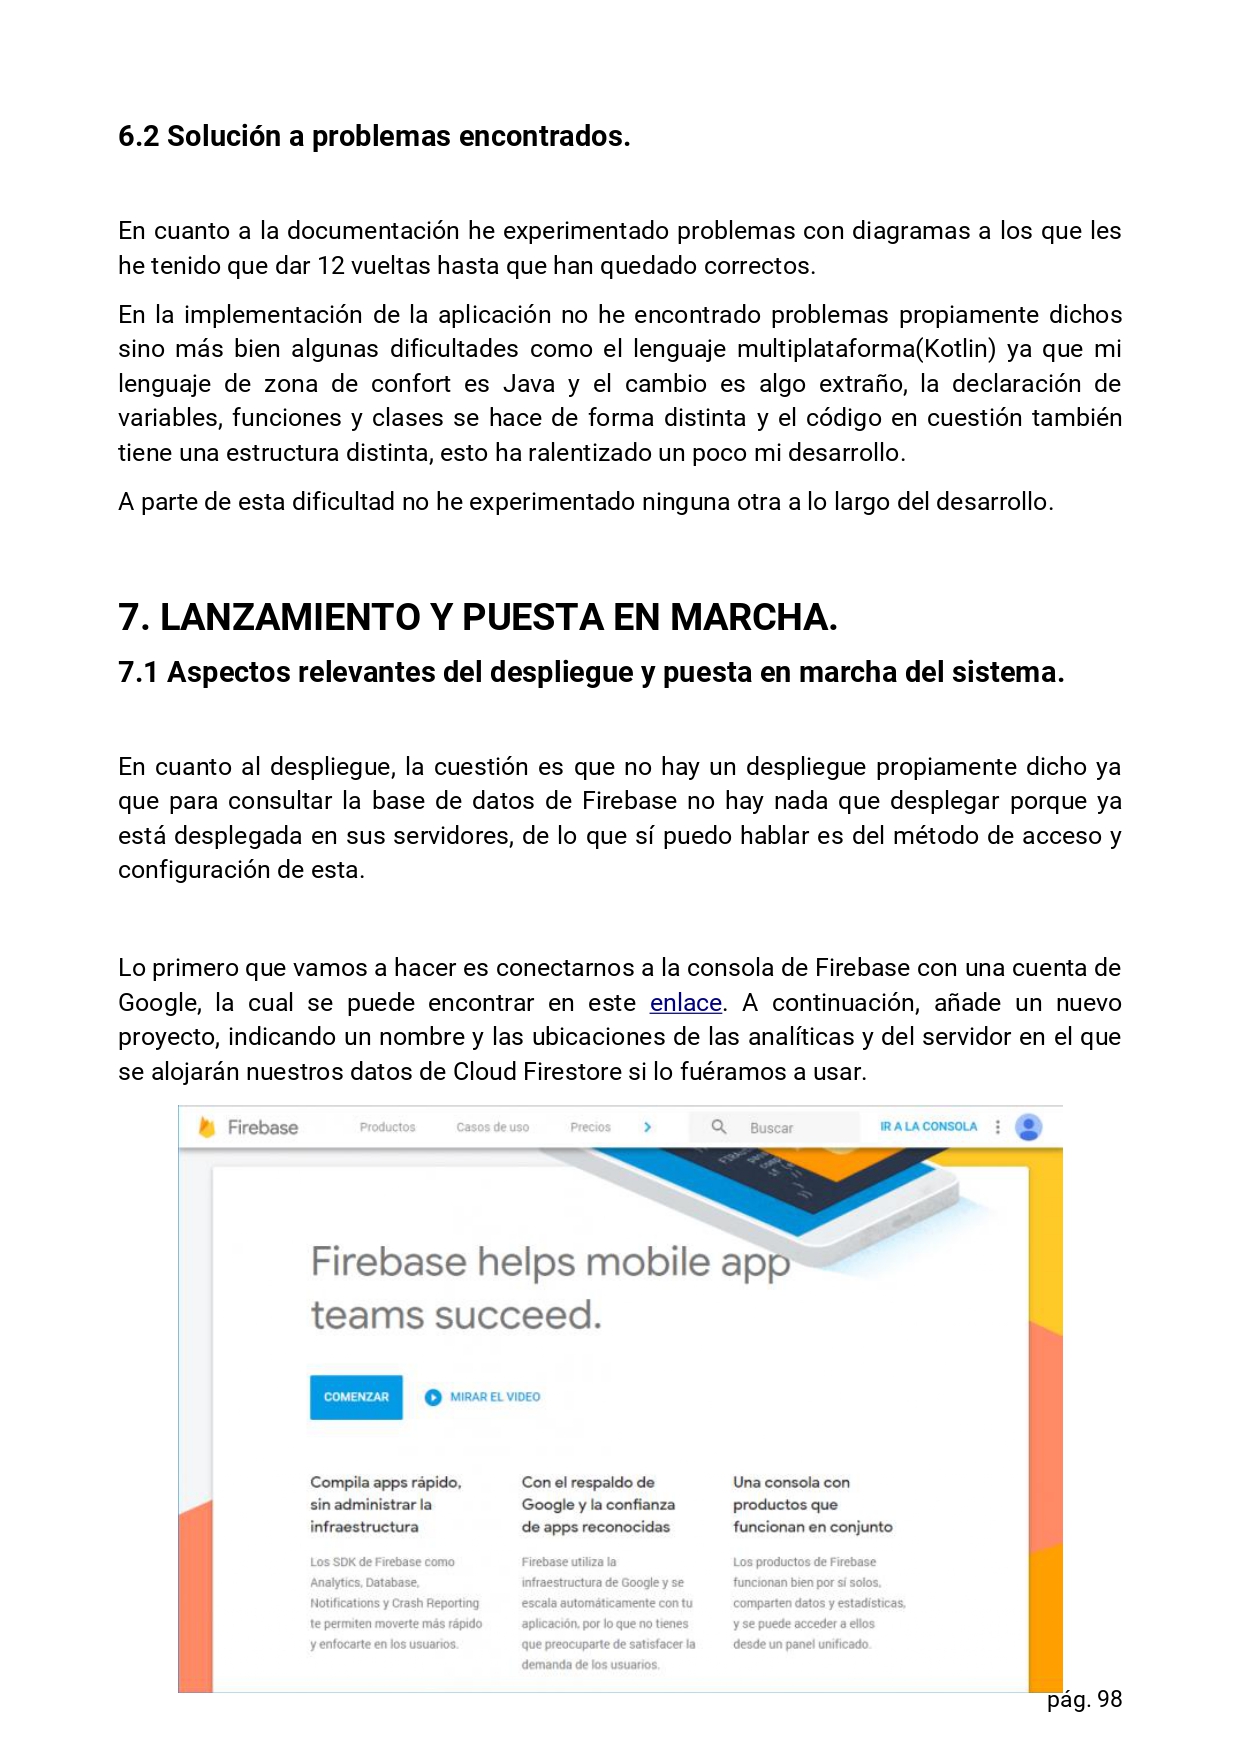 6.2 Solución a problemas encontrados.
En cuanto a la documentación he experimentado problemas con diagramas a los que les
he tenido que dar 12 vueltas hasta que han quedado correctos.
En la implementación de la aplicación no he encontrado problemas propiamente dichos
sino más bien algunas dificultades como el lenguaje multiplataforma(Kotlin) ya que mi
lenguaje de zona de confort es Java y el cambio es algo extraño, la declaración de
variables, funciones y clases se hace de forma distinta y el código en cuestión también
tiene una estructura distinta, esto ha ralentizado un poco mi desarrollo.
A parte de esta dificultad no he experimentado ninguna otra a lo largo del desarrollo.
7. LANZAMIENTO Y PUESTA EN MARCHA.
7.1 Aspectos relevantes del despliegue y puesta en marcha del sistema.
En cuanto al despliegue, la cuestión es que no hay un despliegue propiamente dicho ya
que para consultar la base de datos de Firebase no hay nada que desplegar porque ya
está desplegada en sus servidores, de lo que sí puedo hablar es del método de acceso y
configuración de esta.
Lo primero que vamos a hacer es conectarnos a la consola de Firebase con una cuenta de
Google, la cual se puede encontrar en este enlace. A continuación, añade un nuevo
proyecto, indicando un nombre y las ubicaciones de las analíticas y del servidor en el que
se alojarán nuestros datos de Cloud Firestore si lo fuéramos a usar.
Firebase Productos Casos de uso Precios Buscar IR A LA CONSOLA
Firebase helps mobile app
teams succeed.
COMENZAR MIRAR EL VIDEO
Compila apps rápido,
sin administrar la
infraestructura
Los SDK de Firebase como
Analytics, Database,
Notifications y Crash Reporting
te permiten moverte más rápido
y enfocarte en los usuarios.
Con el respaldo de
Google y la confianza
de apps reconocidas
Firebase utiliza la
infraestructura de Google y se
escala automáticamente con tu
aplicación, por lo que no tienes
que preocuparte de satisfacer la
demanda de los usuarios.
Una consola con
productos que
funcionan en conjunto
Los productos de Firebase
funcionan bien por sí solos,
comparten datos y estadísticas,
y se puede acceder a ellos
desde un panel unificado.
pág. 98